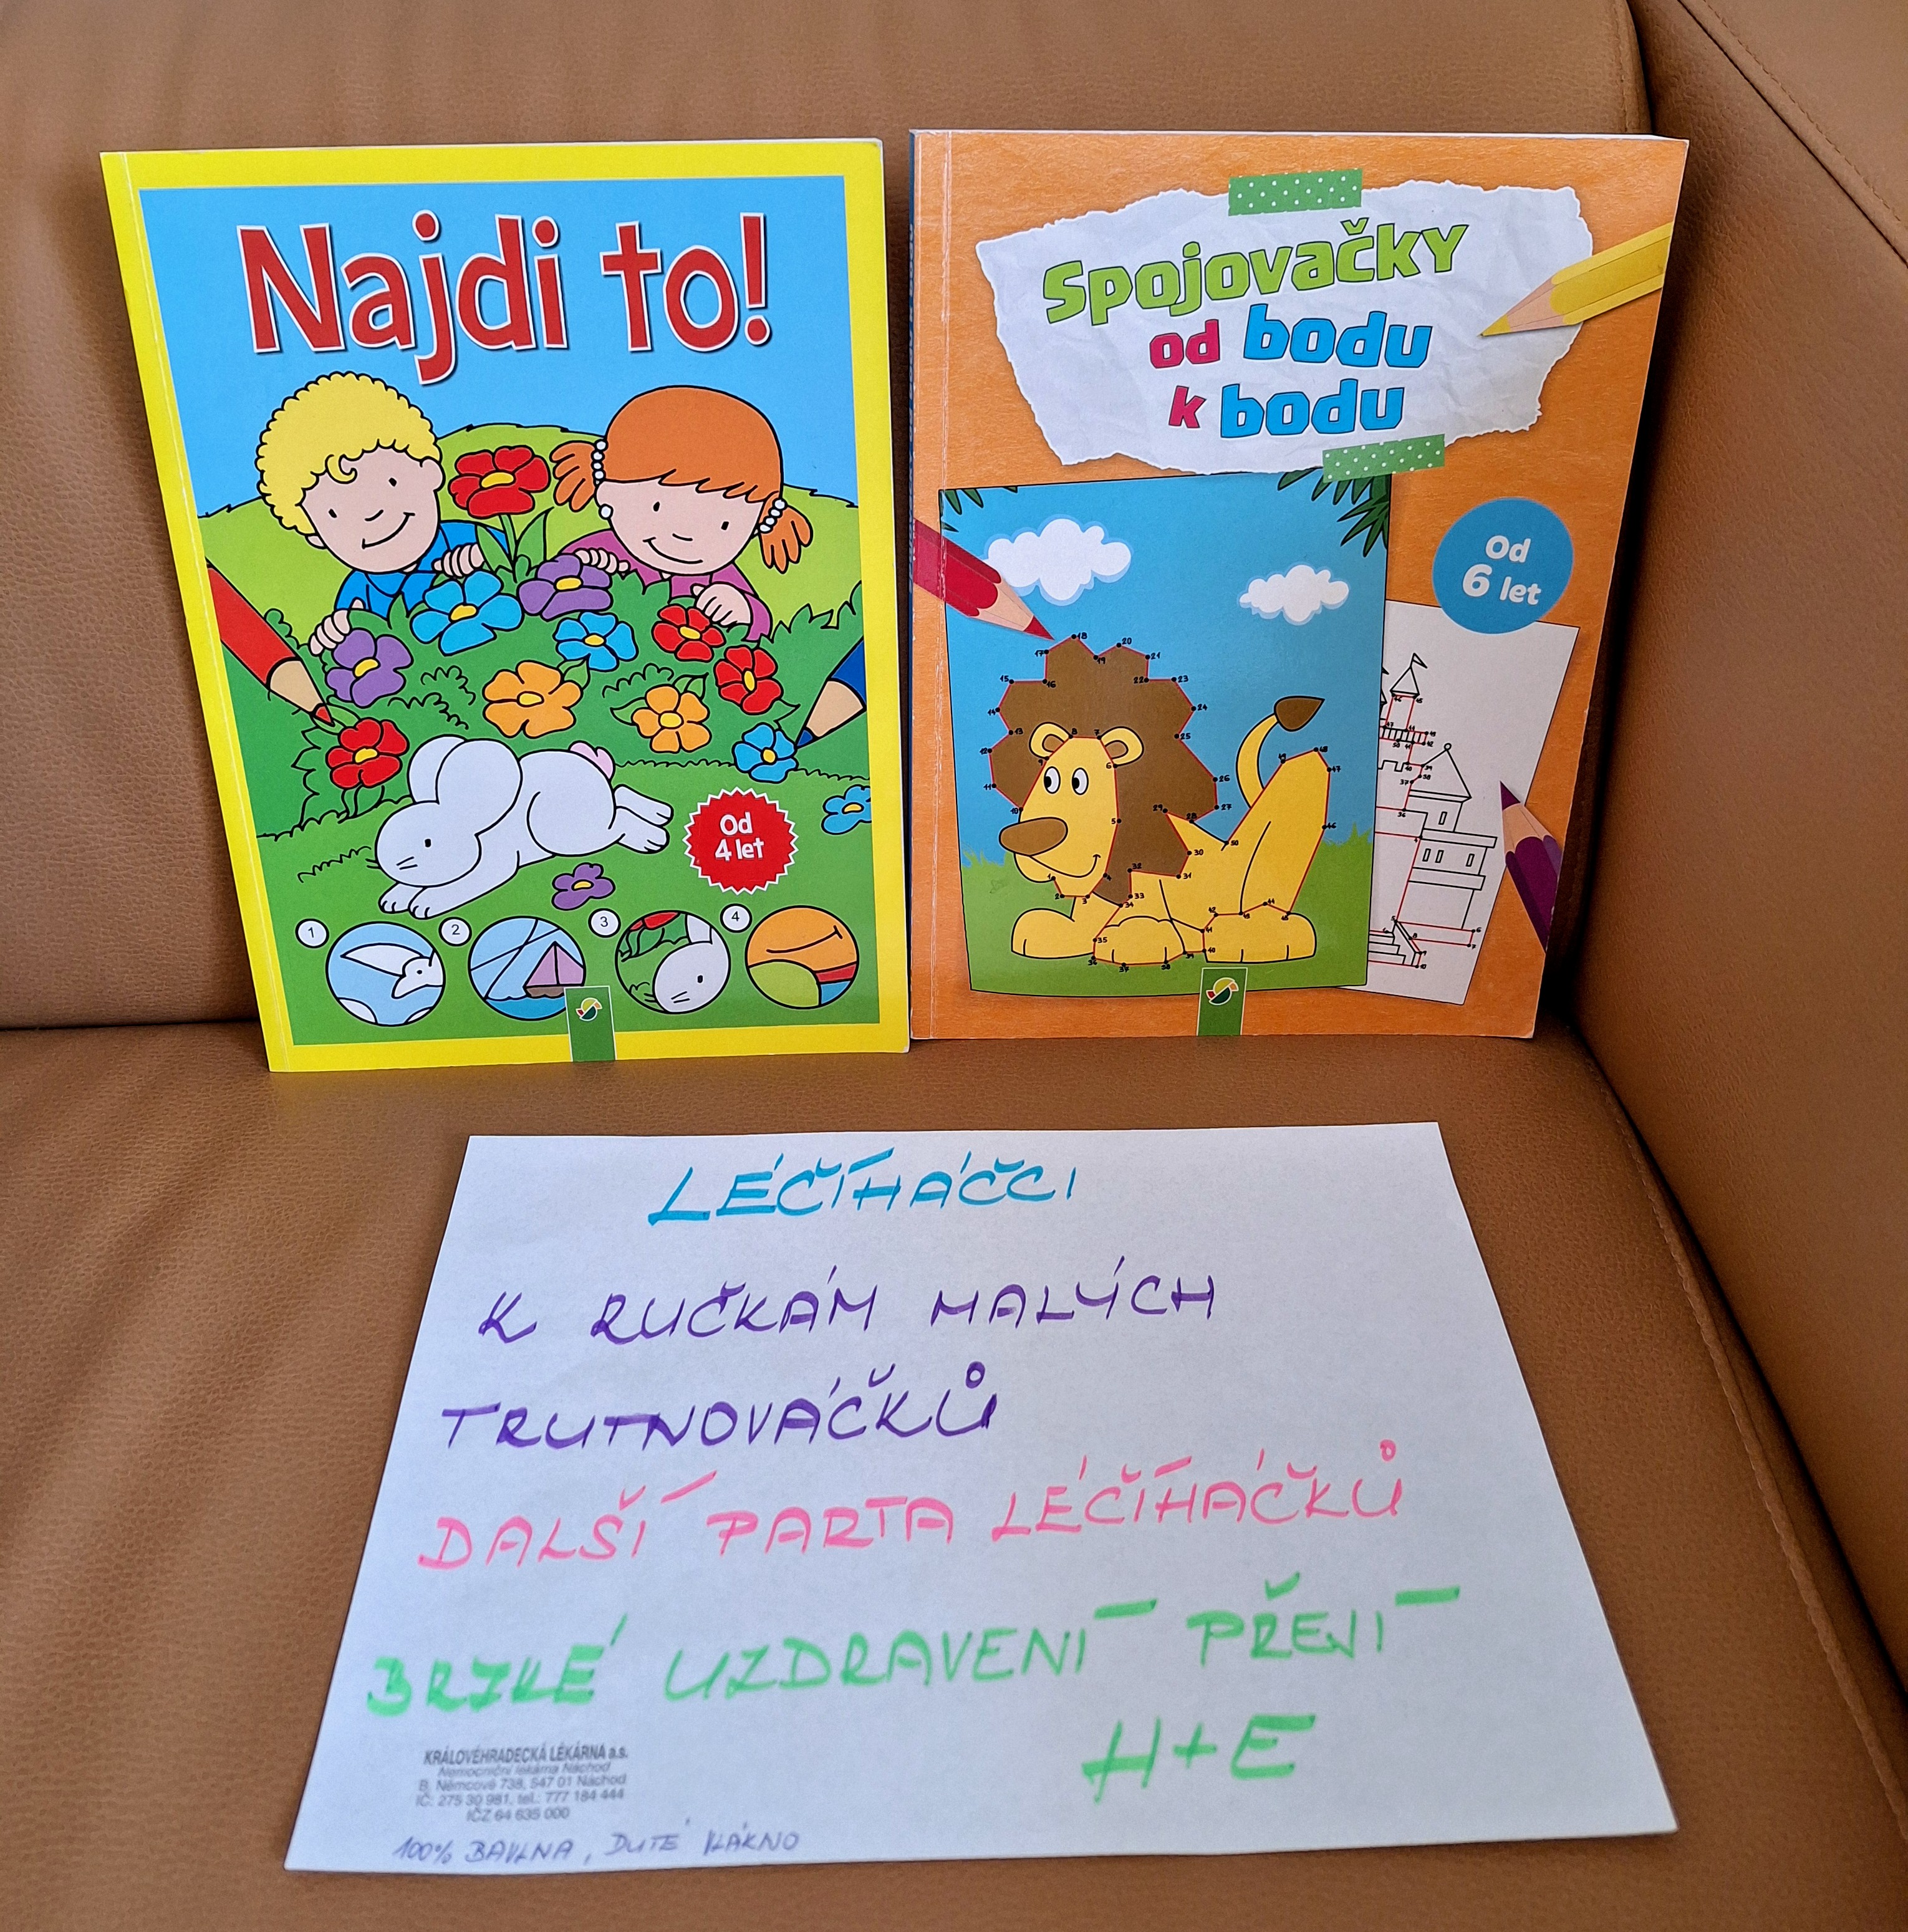 Najdi to!
Od
4 let
1
2
3
4
Spojovačky
od bodu
k bodu
Od
6 let
LÉČÍHÁČCI
K RUČKÁM MALÝCH
TRUTNOVÁČKŮ
DALŠÍ PARTA LÉČÍHÁČKŮ
BRZKÉ UZDRAVENÍ PŘEJÍ
H+E
KRÁLOVÉHRADECKÁ LÉKÁRNA a.s.
Nemocniční lékárna Náchod
B. Němcové 738, 547 01 Náchod
IČ: 275 30 981, tel.: 777 184 444
IČZ 64 635 000
100% BAVLNA, DUTÉ VLÁKNO